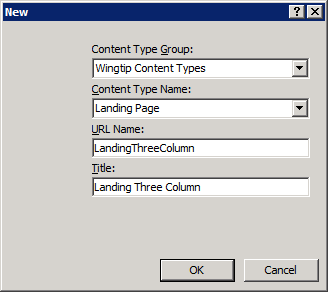 New
Content Type Group:
Wingtip Content Types
Content Type Name:
Landing Page
URL Name:
LandingThreeColumn
Title:
Landing Three Column
OK Cancel